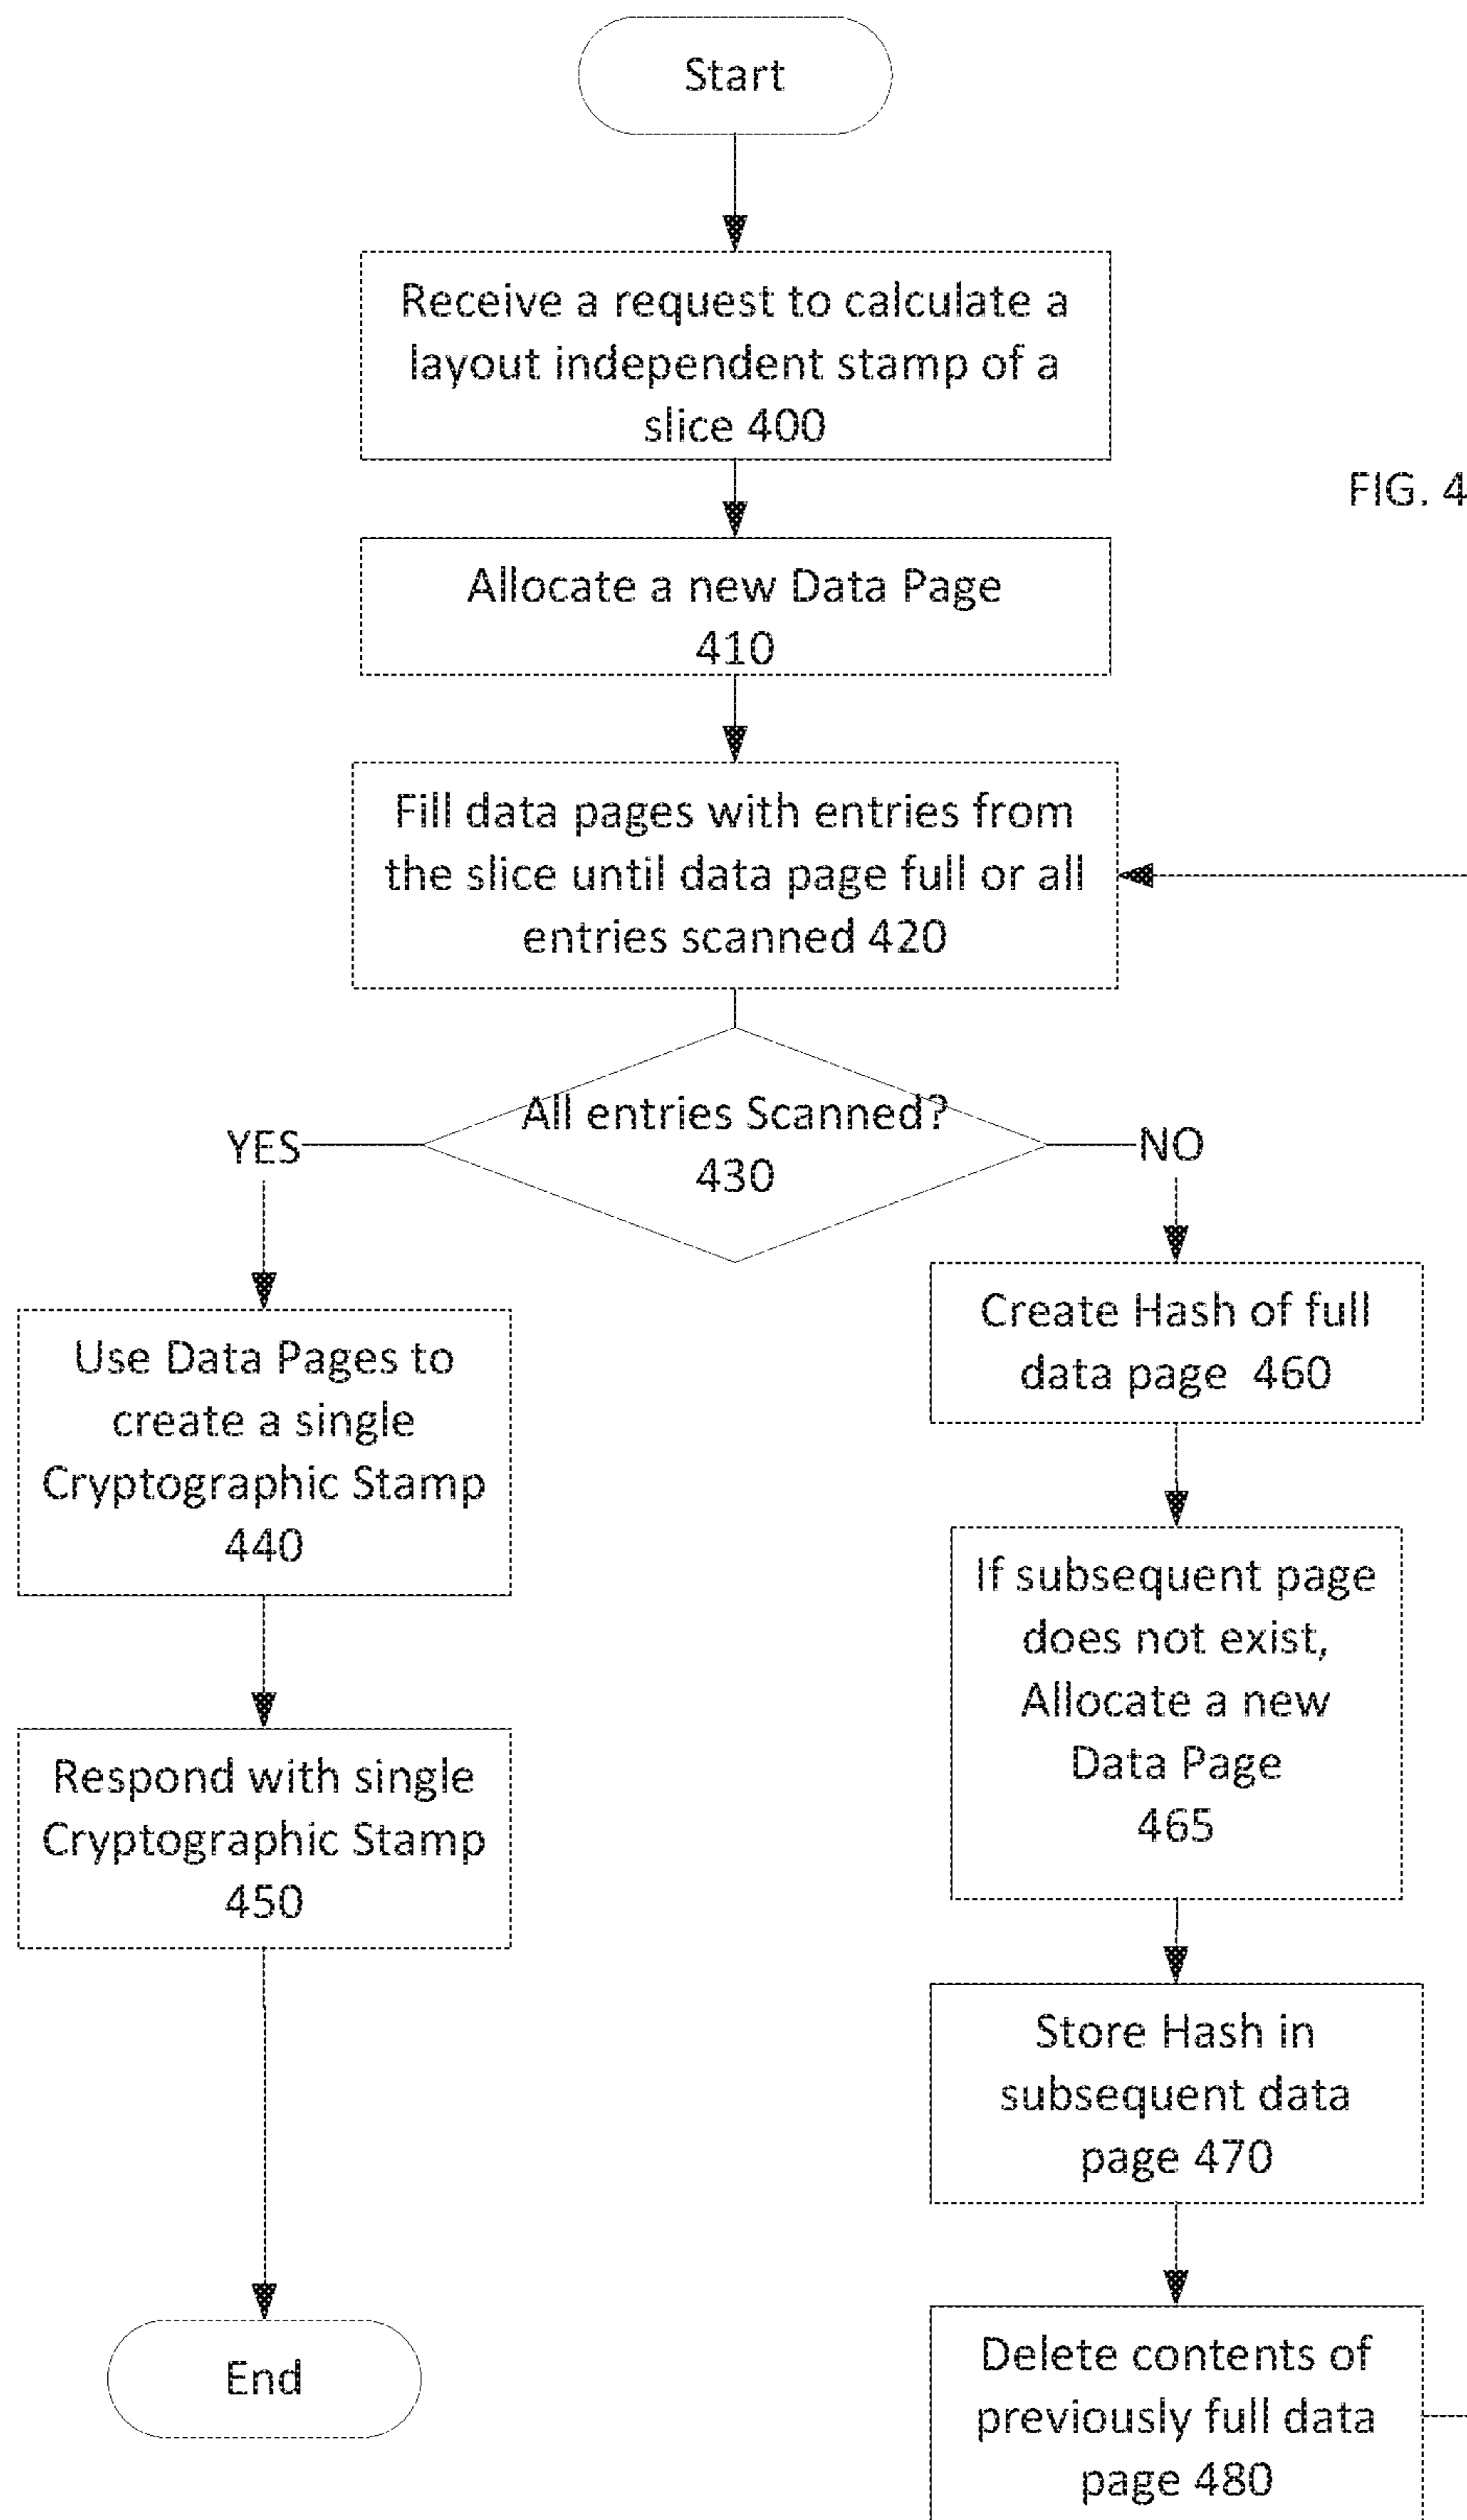 Start
Receive a request to calculate a
layout independent stamp of a
slice 400
FIG. 4
Allocate a new Data Page
410
Fill data pages with entries from
the slice until data page full or all
entries scanned 420
All entries Scanned?
430
YES
NO
Use Data Pages to
create a single
Cryptographic Stamp
440
Respond with single
Cryptographic Stamp
450
End
Create Hash of full
data page 460
If subsequent page
does not exist,
Allocate a new
Data Page
465
Store Hash in
subsequent data
page 470
Delete contents of
previously full data
page 480